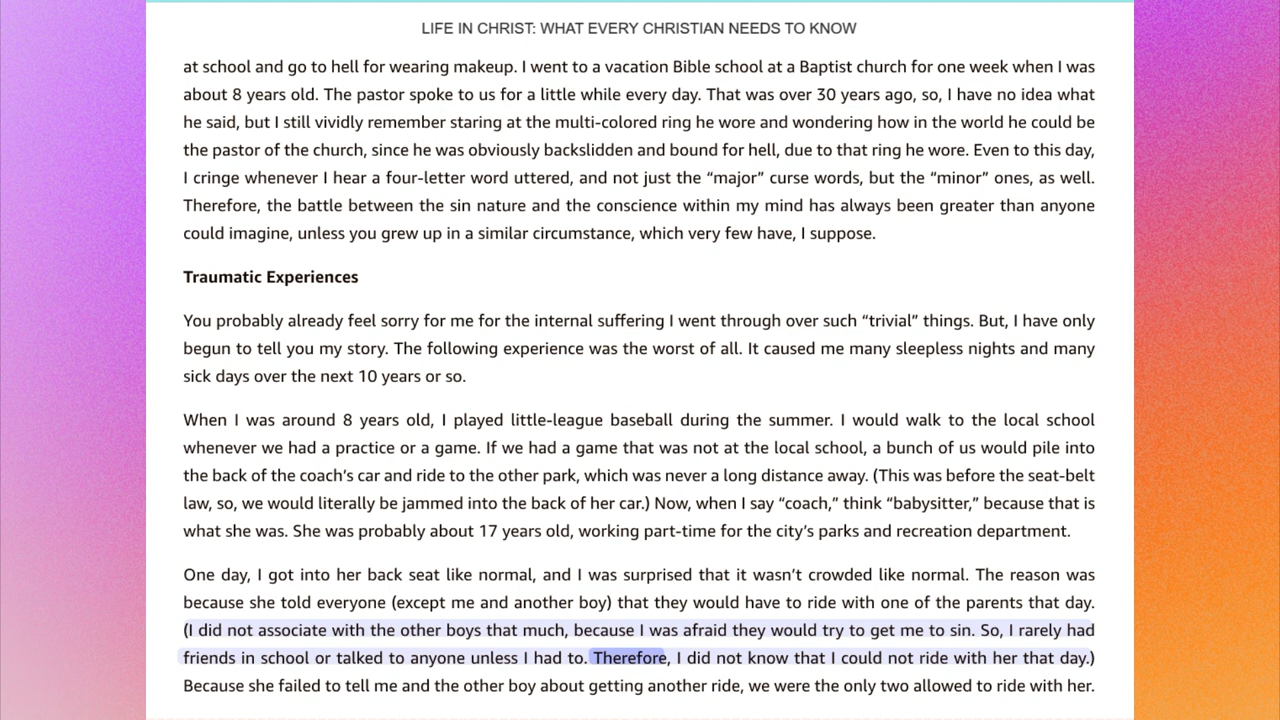 LIFE IN CHRIST: WHAT EVERY CHRISTIAN NEEDS TO KNOW
at school and go to hell for wearing makeup. I went to a vacation Bible school at a Baptist church for one week when I was
about 8 years old. The pastor spoke to us for a little while every day. That was over 30 years ago, so, I have no idea what
he said, but I still vividly remember staring at the multi-colored ring he wore and wondering how in the world he could be
the pastor of the church, since he was obviously backslidden and bound for hell, due to that ring he wore. Even to this day,
I cringe whenever I hear a four-letter word uttered, and not just the “major” curse words, but the “minor” ones, as well.
Therefore, the battle between the sin nature and the conscience within my mind has always been greater than anyone
could imagine, unless you grew up in a similar circumstance, which very few have, I suppose.
Traumatic Experiences
You probably already feel sorry for me for the internal suffering I went through over such “trivial” things. But, I have only
begun to tell you my story. The following experience was the worst of all. It caused me many sleepless nights and many
sick days over the next 10 years or so.
When I was around 8 years old, I played little-league baseball during the summer. I would walk to the local school
whenever we had a practice or a game. If we had a game that was not at the local school, a bunch of us would pile into
the back of the coach’s car and ride to the other park, which was never a long distance away. (This was before the seat-belt
law, so, we would literally be jammed into the back of her car.) Now, when I say “coach,” think “babysitter,” because that is
what she was. She was probably about 17 years old, working part-time for the city’s parks and recreation department.
One day, I got into her back seat like normal, and I was surprised that it wasn’t crowded like normal. The reason was
because she told everyone (except me and another boy) that they would have to ride with one of the parents that day.
(I did not associate with the other boys that much, because I was afraid they would try to get me to sin. So, I rarely had
friends in school or talked to anyone unless I had to. Therefore, I did not know that I could not ride with her that day.)
Because she failed to tell me and the other boy about getting another ride, we were the only two allowed to ride with her.